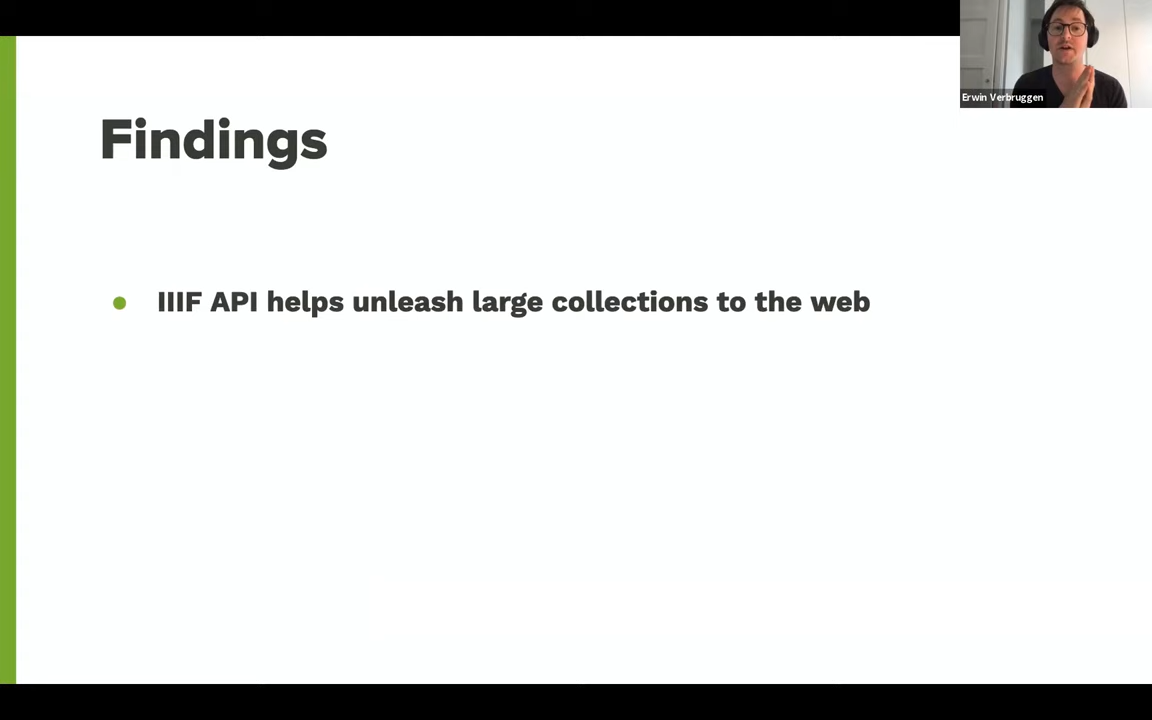 Erwin Verbruggen
Findings
● IIIF API helps unleash large collections to the web